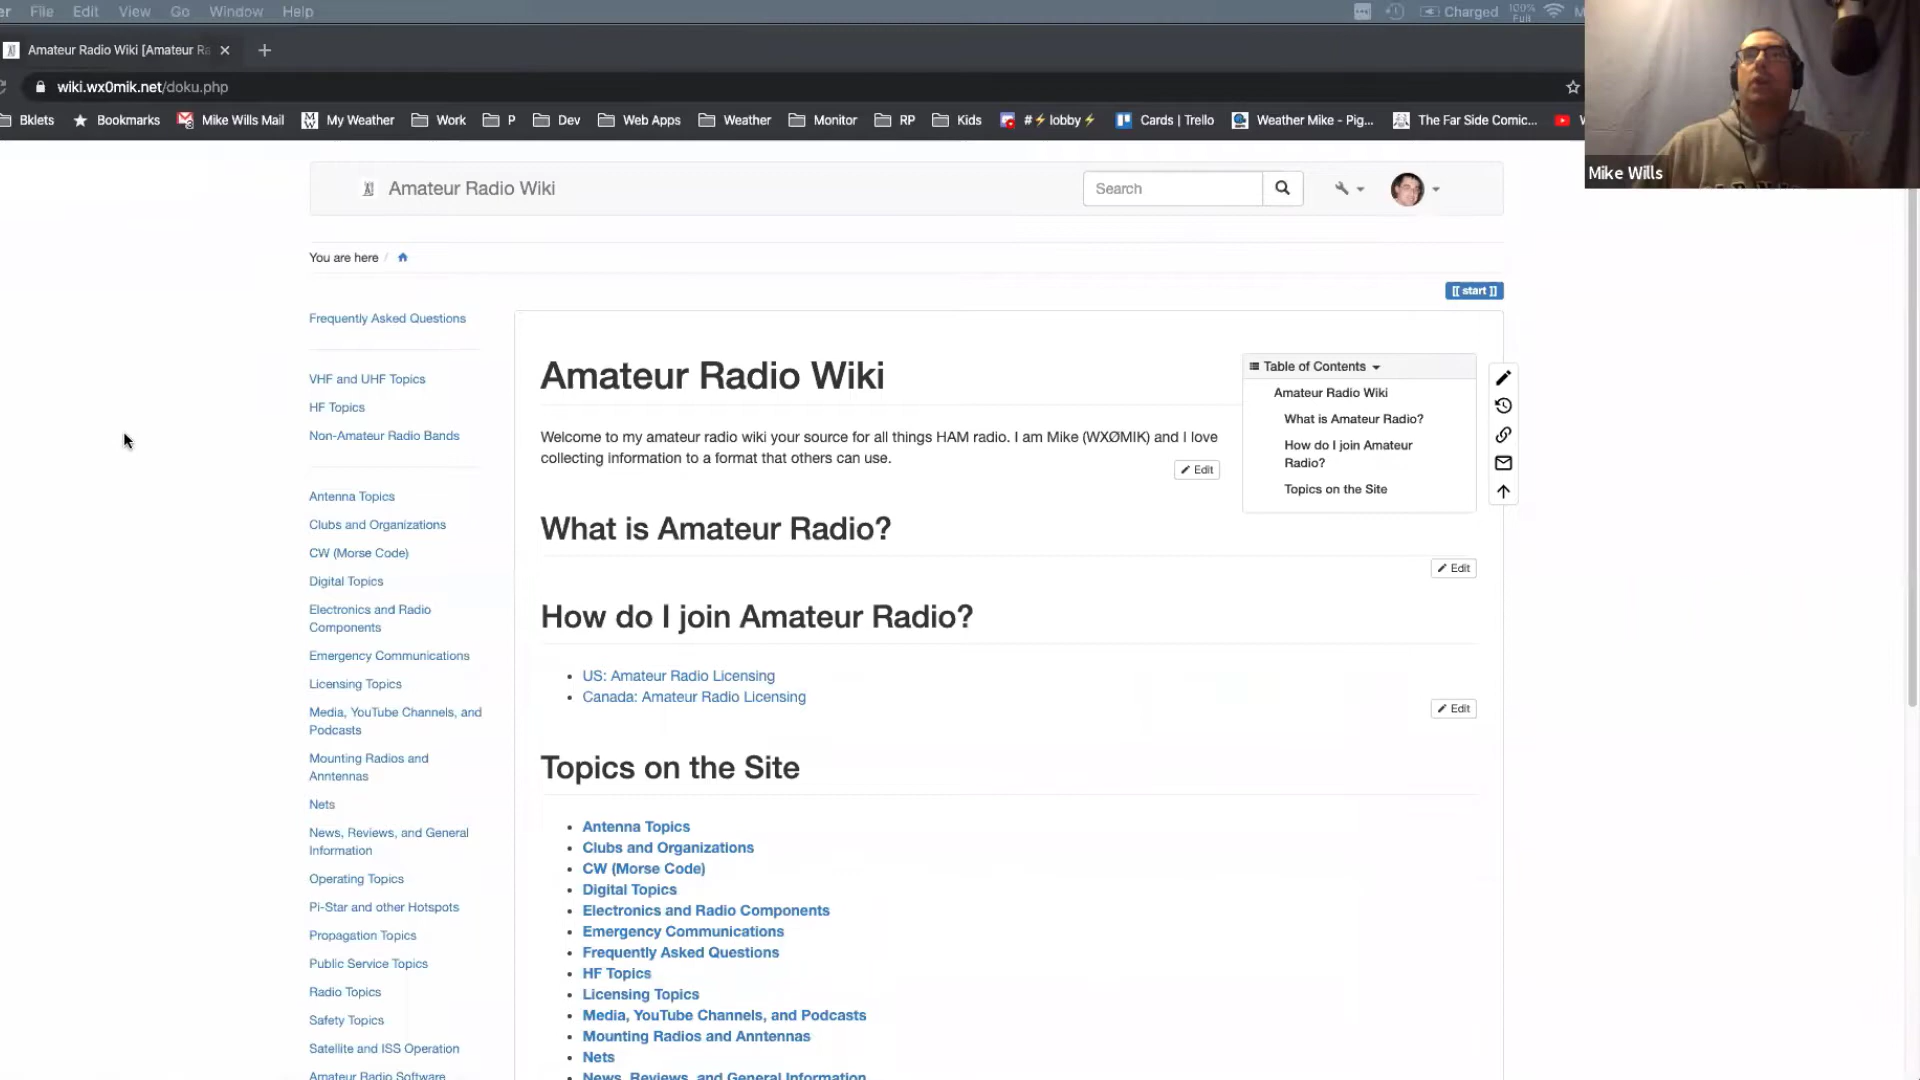 er File Edit View Go Window Help Charged 100% Full M
Amateur Radio Wiki [Amateur Ra
wiki.wx0mik.net/doku.php
Bklets Bookmarks Mike Wills Mail My Weather Work P Dev Web Apps Weather Monitor RP Kids #⚡lobby⚡ Cards | Trello Weather Mike - Pig... The Far Side Comic...
Mike Wills
Amateur Radio Wiki
Search
You are here /
[[ start ]]
Frequently Asked Questions
VHF and UHF Topics
HF Topics
Non-Amateur Radio Bands
Antenna Topics
Clubs and Organizations
CW (Morse Code)
Digital Topics
Electronics and Radio
Components
Emergency Communications
Licensing Topics
Media, YouTube Channels, and
Podcasts
Mounting Radios and
Anntennas
Nets
News, Reviews, and General
Information
Operating Topics
Pi-Star and other Hotspots
Propagation Topics
Public Service Topics
Radio Topics
Safety Topics
Satellite and ISS Operation
Amateur Radio Software
Amateur Radio Wiki
Welcome to my amateur radio wiki your source for all things HAM radio. I am Mike (WXØMIK) and I love
collecting information to a format that others can use.
Edit
Table of Contents
Amateur Radio Wiki
What is Amateur Radio?
How do I join Amateur
Radio?
Topics on the Site
What is Amateur Radio?
Edit
How do I join Amateur Radio?
US: Amateur Radio Licensing
Canada: Amateur Radio Licensing
Edit
Topics on the Site
Antenna Topics
Clubs and Organizations
CW (Morse Code)
Digital Topics
Electronics and Radio Components
Emergency Communications
Frequently Asked Questions
HF Topics
Licensing Topics
Media, YouTube Channels, and Podcasts
Mounting Radios and Anntennas
Nets
News, Reviews, and General Information